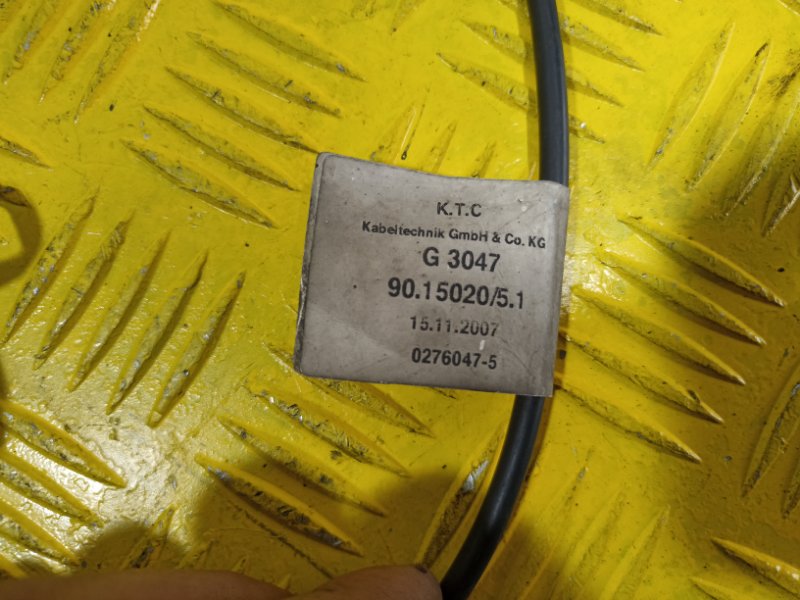 K.T.C
Kabeltechnik GmbH & Co. KG
G 3047
90.15020/5.1
15.11.2007
0276047-5